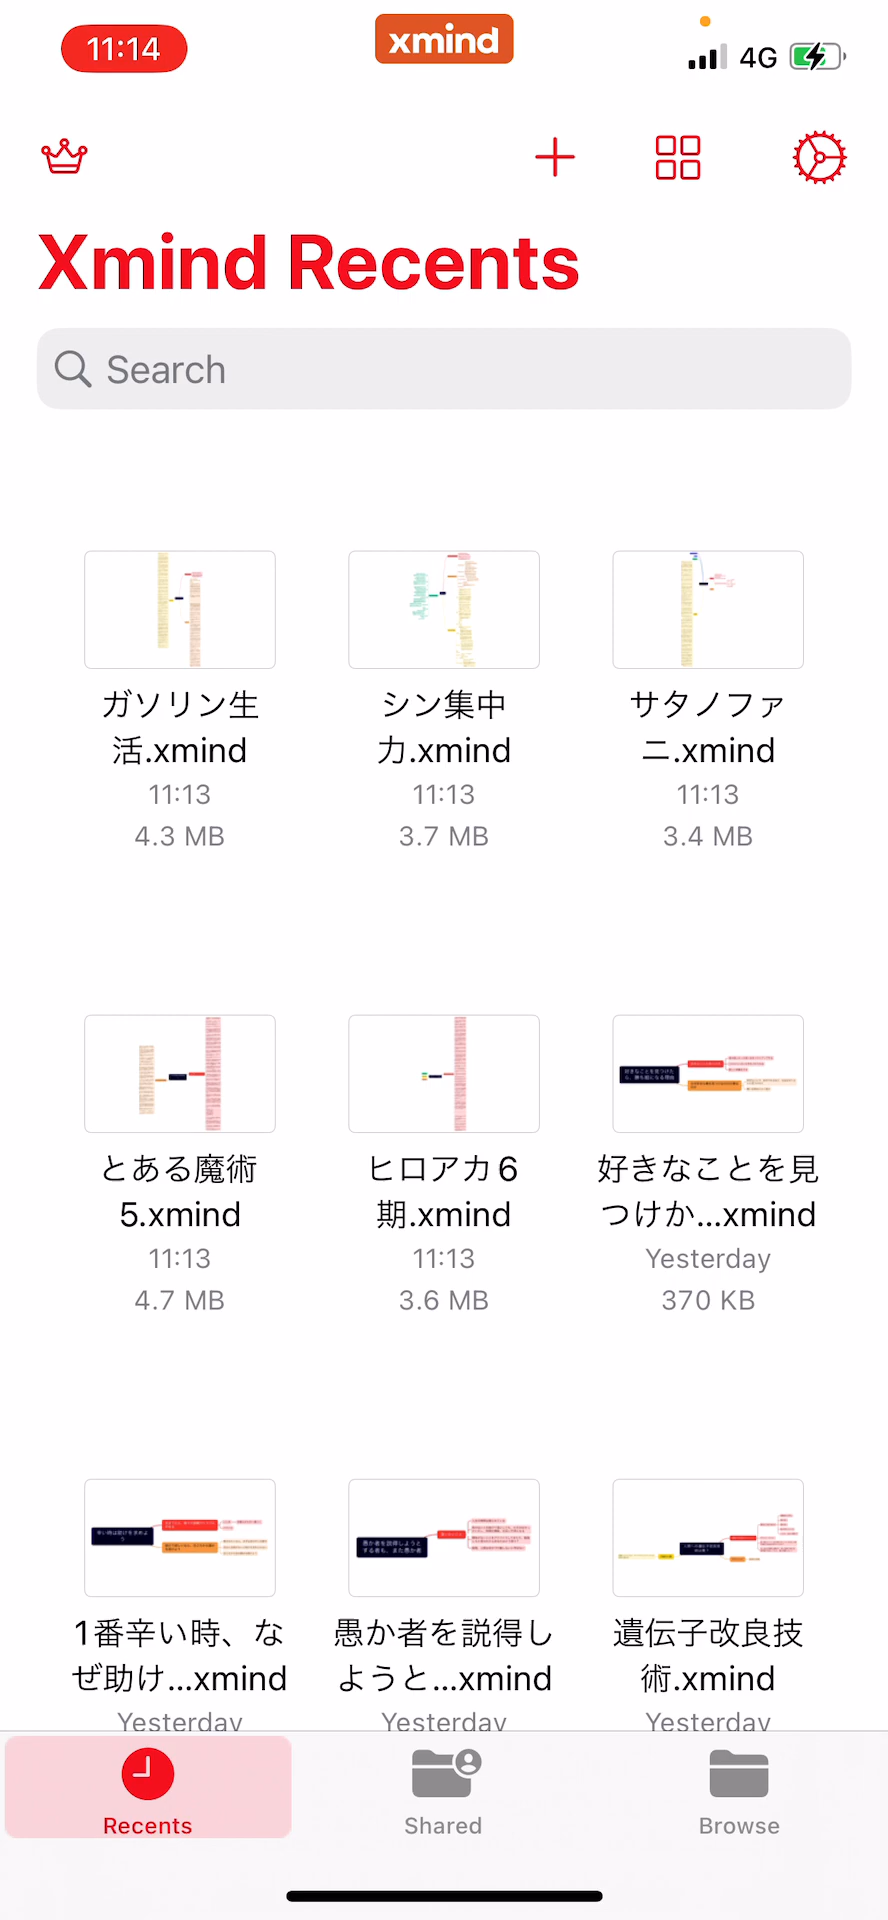 11:14
xmind
4G
Xmind Recents
Search
ガソリン生
活.xmind
11:13
4.3 MB
シン集中
力.xmind
11:13
3.7 MB
サタノファ
ニ.xmind
11:13
3.4 MB
とある魔術
5.xmind
11:13
4.7 MB
ヒロアカ6
期.xmind
11:13
3.6 MB
好きなことを見
つけか...xmind
Yesterday
370 KB
1番辛い時、な
ぜ助け...xmind
Yesterday
愚か者を説得し
ようと...xmind
Yesterday
遺伝子改良技
術.xmind
Yesterday
Recents
Shared
Browse